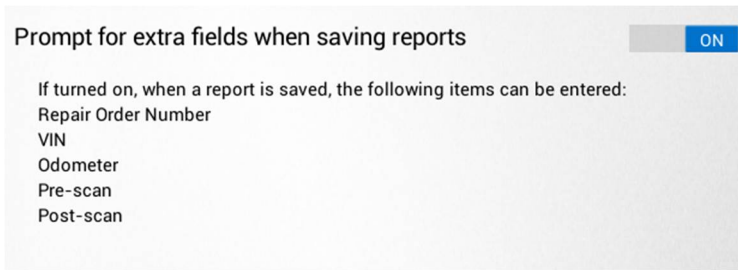 Prompt for extra fields when saving reports
ON
If turned on, when a report is saved, the following items can be entered:
Repair Order Number
VIN
Odometer
Pre-scan
Post-scan